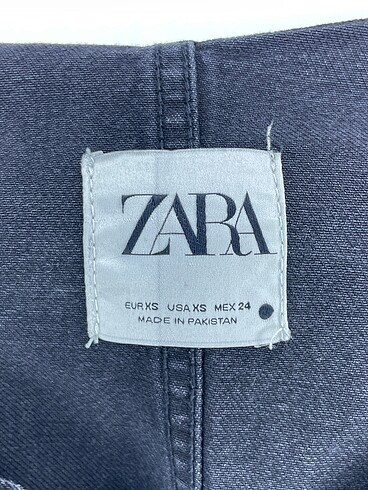 ZARA
EUR XS USA XS MEX 24
MADE IN PAKISTAN